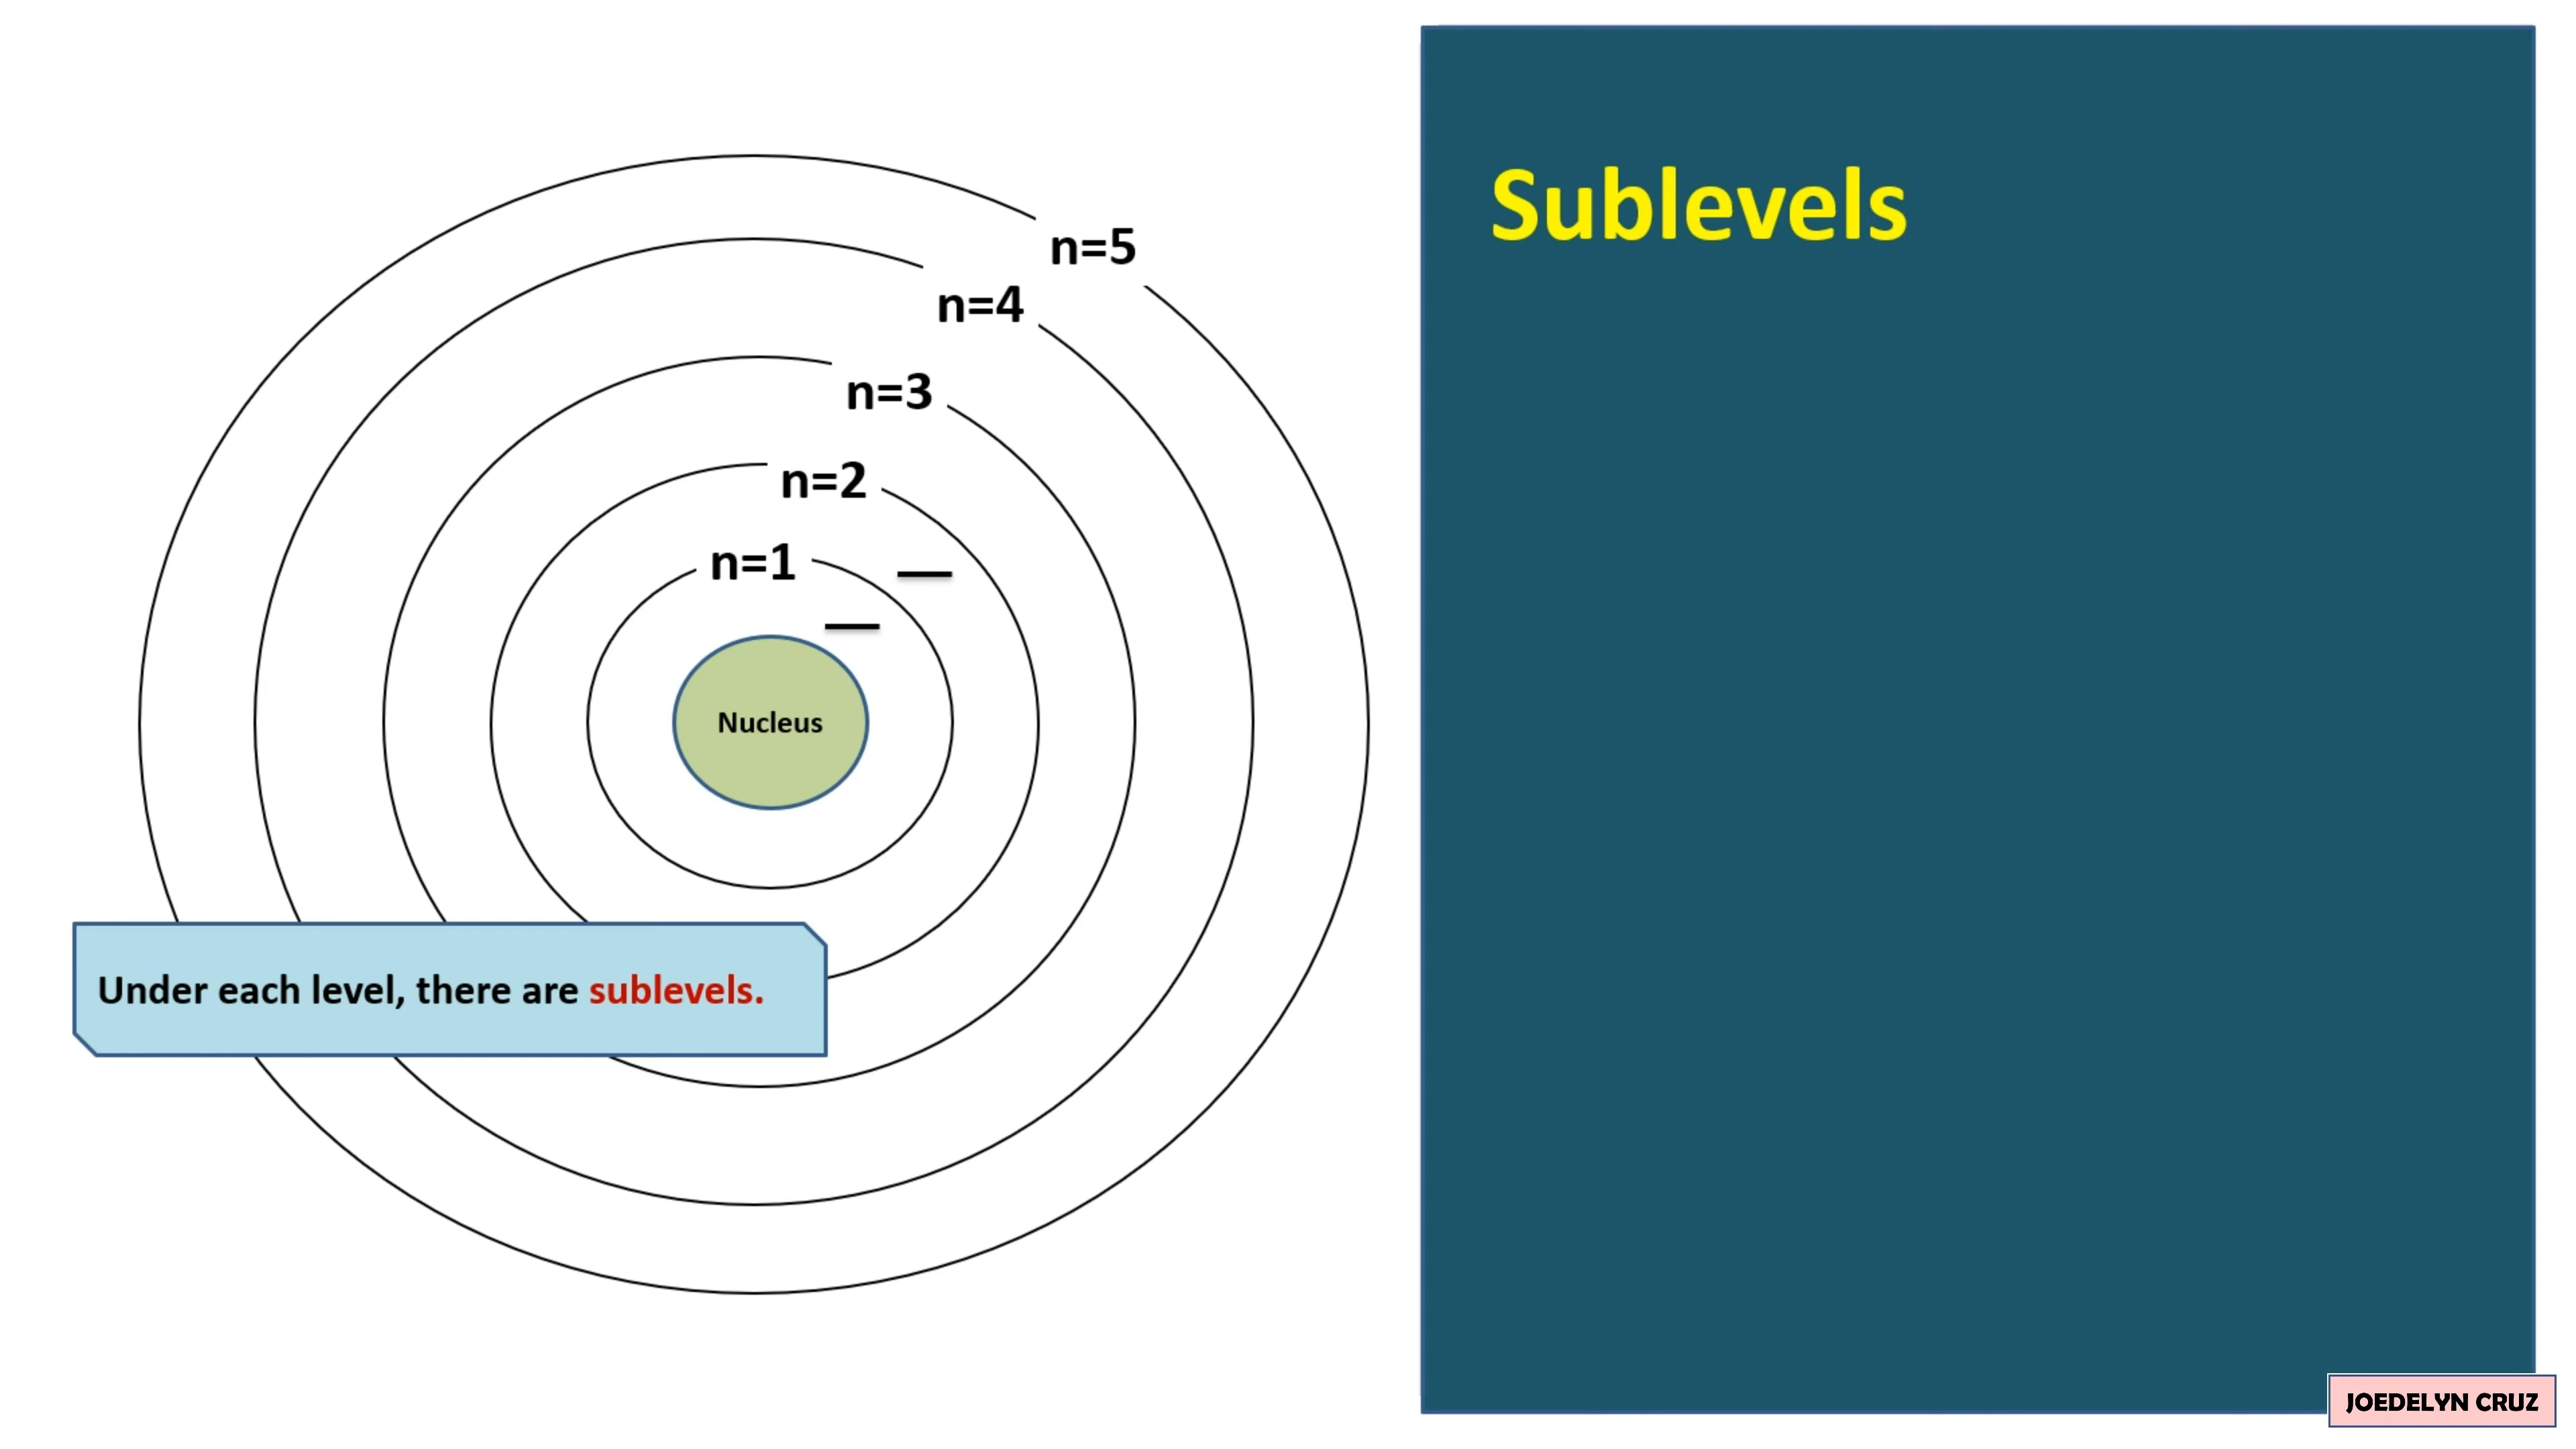 Sublevels
n=5
n=4
n=3
n=2
n=1
Nucleus
Under each level, there are sublevels.
JOEDELYN CRUZ